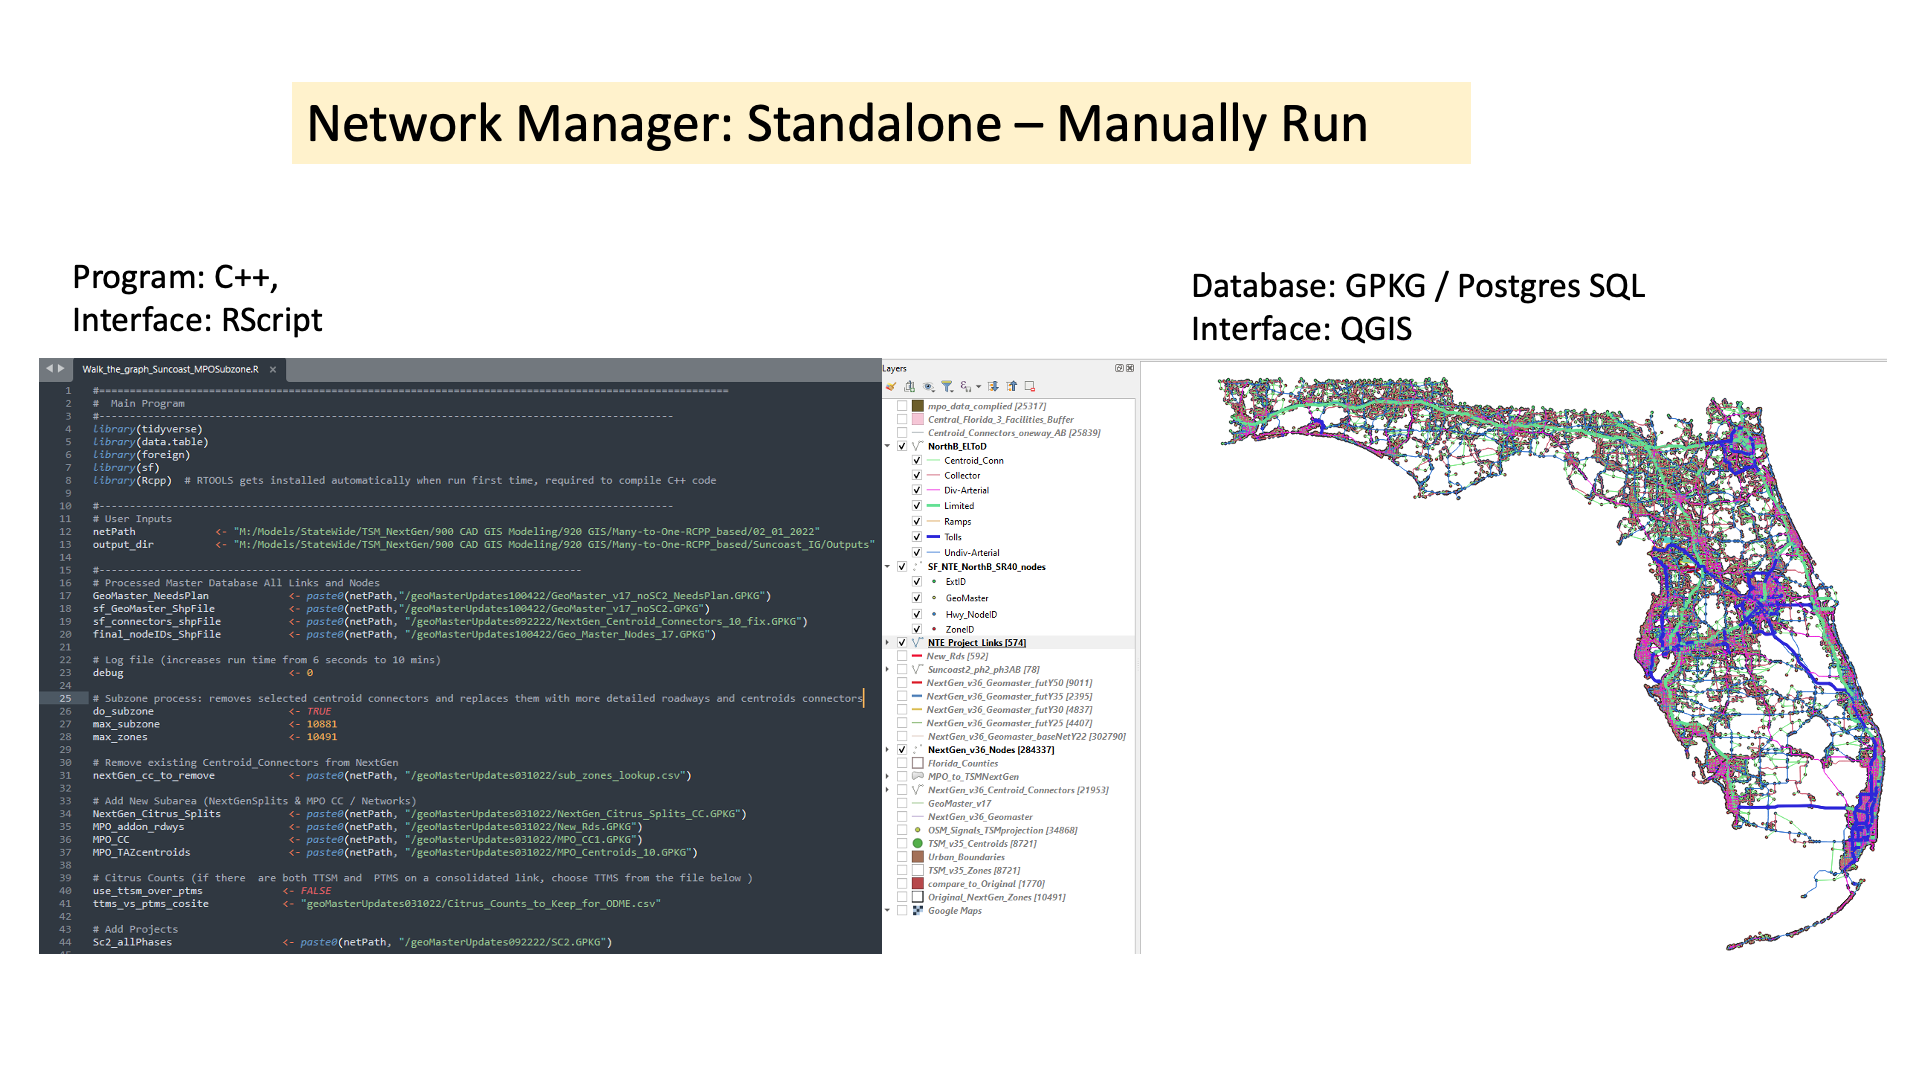 Network Manager: Standalone – Manually Run
Program: C++,
Interface: RScript
Database: GPKG / Postgres SQL
Interface: QGIS
Walk_the_graph_Suncoast_MPOSubzone.R ×
1 #=========================================================================================================
2 # Main Program
3 #-----------------------------------------------------------------------------------------------
4 library(tidyverse)
5 library(data.table)
6 library(foreign)
7 library(sf)
8 library(Rcpp) # RTOOLS gets installed automatically when run first time, required to compile C++ code
9
10 #-----------------------------------------------------------------------------------------------
11 # User Inputs
12 netPath <- "M:/Models/StateWide/TSM_NextGen/900 CAD GIS Modeling/920 GIS/Many-to-One-RCPP_based/02_01_2022"
13 output_dir <- "M:/Models/StateWide/TSM_NextGen/900 CAD GIS Modeling/920 GIS/Many-to-One-RCPP_based/Suncoast_IG/Outputs"
14
15 #--------------------------------------------------------------------------------
16 # Processed Master Database All Links and Nodes
17 GeoMaster_NeedsPlan <- paste0(netPath,"/geoMasterUpdates100422/GeoMaster_v17_noSC2_NeedsPlan.GPKG")
18 sf_GeoMaster_ShpFile <- paste0(netPath,"/geoMasterUpdates100422/GeoMaster_v17_noSC2.GPKG")
19 sf_connectors_shpFile <- paste0(netPath,"/geoMasterUpdates092222/NextGen_Centroid_Connectors_10_fix.GPKG")
20 final_nodeIDs_ShpFile <- paste0(netPath,"/geoMasterUpdates100422/Geo_Master_Nodes_17.GPKG")
21
22 # Log file (increases run time from 6 seconds to 10 mins)
23 debug <- 0
24
25 # Subzone process: removes selected centroid connectors and replaces them with more detailed roadways and centroids connectors
26 do_subzone <- TRUE
27 max_subzone <- 10881
28 max_zones <- 10491
29
30 # Remove existing Centroid_Connectors from NextGen
31 nextGen_cc_to_remove <- paste0(netPath, "/geoMasterUpdates031022/sub_zones_lookup.csv")
32
33 # Add New Subarea (NextGenSplits & MPO CC / Networks)
34 NextGen_Citrus_Splits <- paste0(netPath, "/geoMasterUpdates031022/NextGen_Citrus_Splits_CC.GPKG")
35 MPO_addon_rdwys <- paste0(netPath, "/geoMasterUpdates031022/New_Rds.GPKG")
36 MPO_CC <- paste0(netPath, "/geoMasterUpdates031022/MPO_CC1.GPKG")
37 MPO_TAZcentroids <- paste0(netPath, "/geoMasterUpdates031022/MPO_Centroids_10.GPKG")
38
39 # Citrus Counts (if there are both TTSM and PTMS on a consolidated link, choose TTMS from the file below )
40 use_ttsm_over_ptms <- FALSE
41 ttms_vs_ptms_cosite <- "geoMasterUpdates031022/Citrus_Counts_to_Keep_for_ODME.csv"
42
43 # Add Projects
44 Sc2_allPhases <- paste0(netPath, "/geoMasterUpdates092222/SC2.GPKG")
Layers
mpo_data_complied [25317]
Central_Florida_3_Facilities_Buffer
Centroid_Connectors_oneway_AB [25839]
NorthB_ELToD
Centroid_Conn
Collector
Div-Arterial
Limited
Ramps
Tolls
Undiv-Arterial
SF_NTE_NorthB_SR40_nodes
ExtID
GeoMaster
Hwy_NodeID
ZoneID
NTE_Project_Links [574]
New_Rds [592]
Suncoast2_ph2_ph3AB [78]
NextGen_v36_Geomaster_futY50 [9011]
NextGen_v36_Geomaster_futY35 [2395]
NextGen_v36_Geomaster_futY30 [4837]
NextGen_v36_Geomaster_futY25 [4407]
NextGen_v36_Geomaster_baseNetY22 [302790]
NextGen_v36_Nodes [284337]
Florida_Counties
MPO_to_TSMNextGen
NextGen_v36_Centroid_Connectors [21953]
GeoMaster_v17
NextGen_v36_Geomaster
OSM_Signals_TSMprojection [34868]
TSM_v35_Centroids [8721]
Urban_Boundaries
TSM_v35_Zones [8721]
compare_to_Original [1770]
Original_NextGen_Zones [10491]
Google Maps